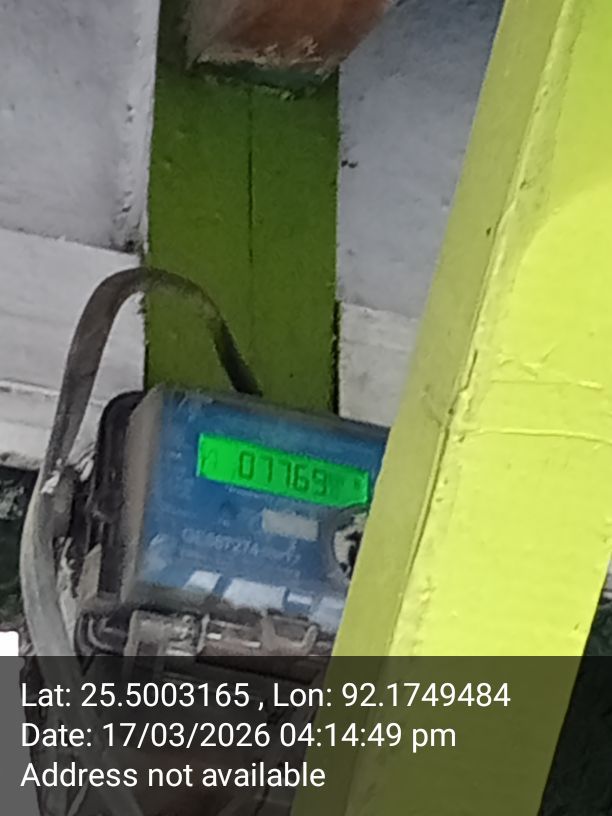 07769
Lat: 25.5003165 , Lon: 92.1749484
Date: 17/03/2026 04:14:49 pm
Address not available